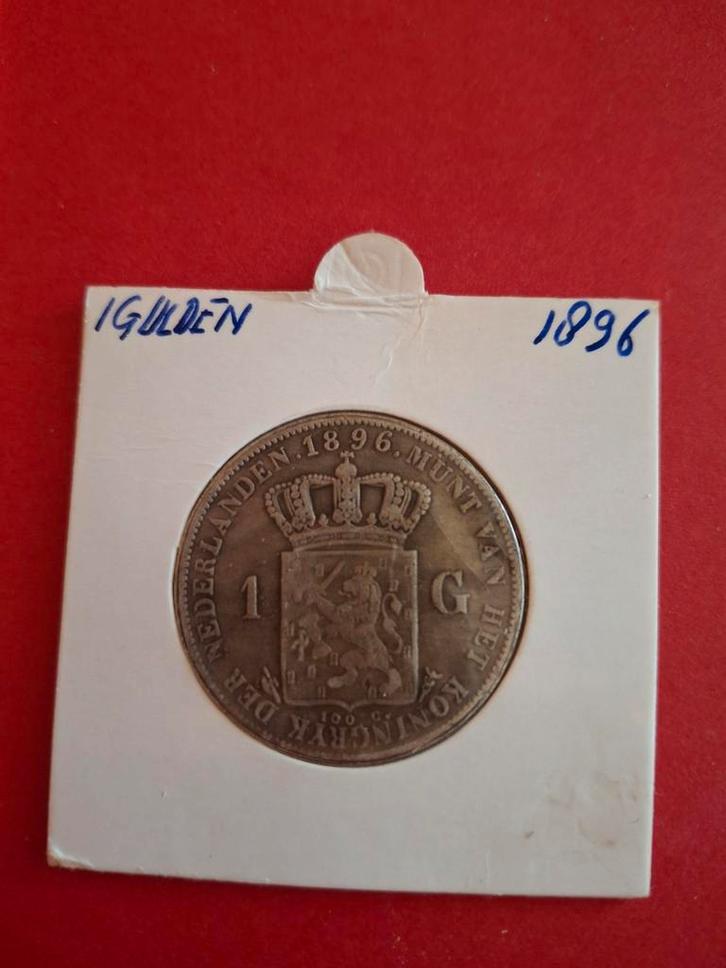 1GULDEN 1896
MUNT VAN HET KONINGRYK DER NEDERLANDEN.1896.
1 G
100 C.